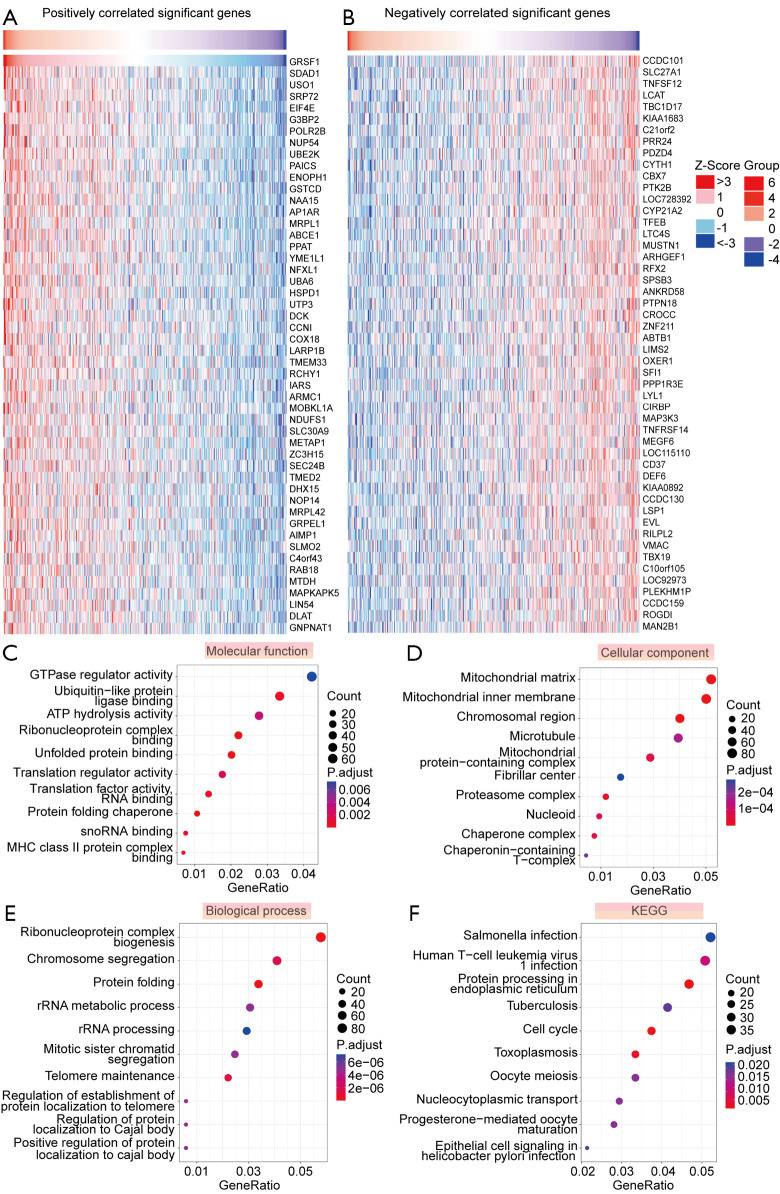 A
Positively correlated significant genes
GRSF1
SDAD1
USO1
SRP72
EIF4E
G3BP2
POLR2B
NUP54
UBE2K
PAICS
ENOPH1
GSTCD
NAA15
AP1AR
MRPL1
ABCE1
PPAT
YME1L1
NFXL1
UBA6
HSPD1
UTP3
DCK
CCNI
COX18
LARP1B
TMEM33
RCHY1
IARS
ARMC1
MOBKL1A
NDUFS1
SLC30A9
METAP1
ZC3H15
SEC24B
TMED2
DHX15
NOP14
MRPL42
GRPEL1
AIMP1
SLMO2
C4orf43
RAB18
MTDH
MAPKAPK5
LIN54
DLAT
GNPNAT1
B
Negatively correlated significant genes
CCDC101
SLC27A1
TNFSF12
LCAT
TBC1D17
KIAA1683
C21orf2
PRR24
PDZD4
CYTH1
CBX7
PTK2B
LOC728392
CYP21A2
TFEB
LTC4S
MUSTN1
ARHGEF1
RFX2
SPSB3
ANKRD58
PTPN18
CROCC
ZNF211
ABTB1
LIMS2
OXER1
SFI1
PPP1R3E
LYL1
CIRBP
MAP3K3
TNFRSF14
MEGF6
LOC115110
CD37
DEF6
KIAA0892
CCDC130
LSP1
EVL
RILPL2
VMAC
TBX19
C10orf105
LOC92973
PLEKHM1P
CCDC159
ROGDI
MAN2B1
Z-Score Group
>3 6
1 4
0 2
-1 0
<-3 -2
-4
C
Molecular function
GTPase regulator activity
Ubiquitin−like protein
ligase binding
ATP hydrolysis activity
Ribonucleoprotein complex
binding
Unfolded protein binding
Translation regulator activity
Translation factor activity,
RNA binding
Protein folding chaperone
snoRNA binding
MHC class II protein complex
binding
0.01 0.02 0.03 0.04
GeneRatio
Count
20
30
40
50
60
P.adjust
0.006
0.004
0.002
D
Cellular component
Mitochondrial matrix
Mitochondrial inner membrane
Chromosomal region
Microtubule
Mitochondrial
protein−containing complex
Fibrillar center
Proteasome complex
Nucleoid
Chaperone complex
Chaperonin−containing
T−complex
0.01 0.03 0.05
GeneRatio
Count
20
40
60
80
P.adjust
2e−04
1e−04
E
Biological process
Ribonucleoprotein complex
biogenesis
Chromosome segregation
Protein folding
rRNA metabolic process
rRNA processing
Mitotic sister chromatid
segregation
Telomere maintenance
Regulation of establishment of
protein localization to telomere
Regulation of protein
localization to Cajal body
Positive regulation of protein
localization to cajal body
0.01 0.03 0.05
GeneRatio
Count
20
40
60
80
P.adjust
6e−06
4e−06
2e−06
F
KEGG
Salmonella infection
Human T−cell leukemia virus
1 infection
Protein processing in
endoplasmic reticulum
Tuberculosis
Cell cycle
Toxoplasmosis
Oocyte meiosis
Nucleocytoplasmic transport
Progesterone−mediated oocyte
maturation
Epithelial cell signaling in
helicobacter pylori infection
0.02 0.03 0.04 0.05
GeneRatio
Count
20
25
30
35
P.adjust
0.020
0.015
0.010
0.005